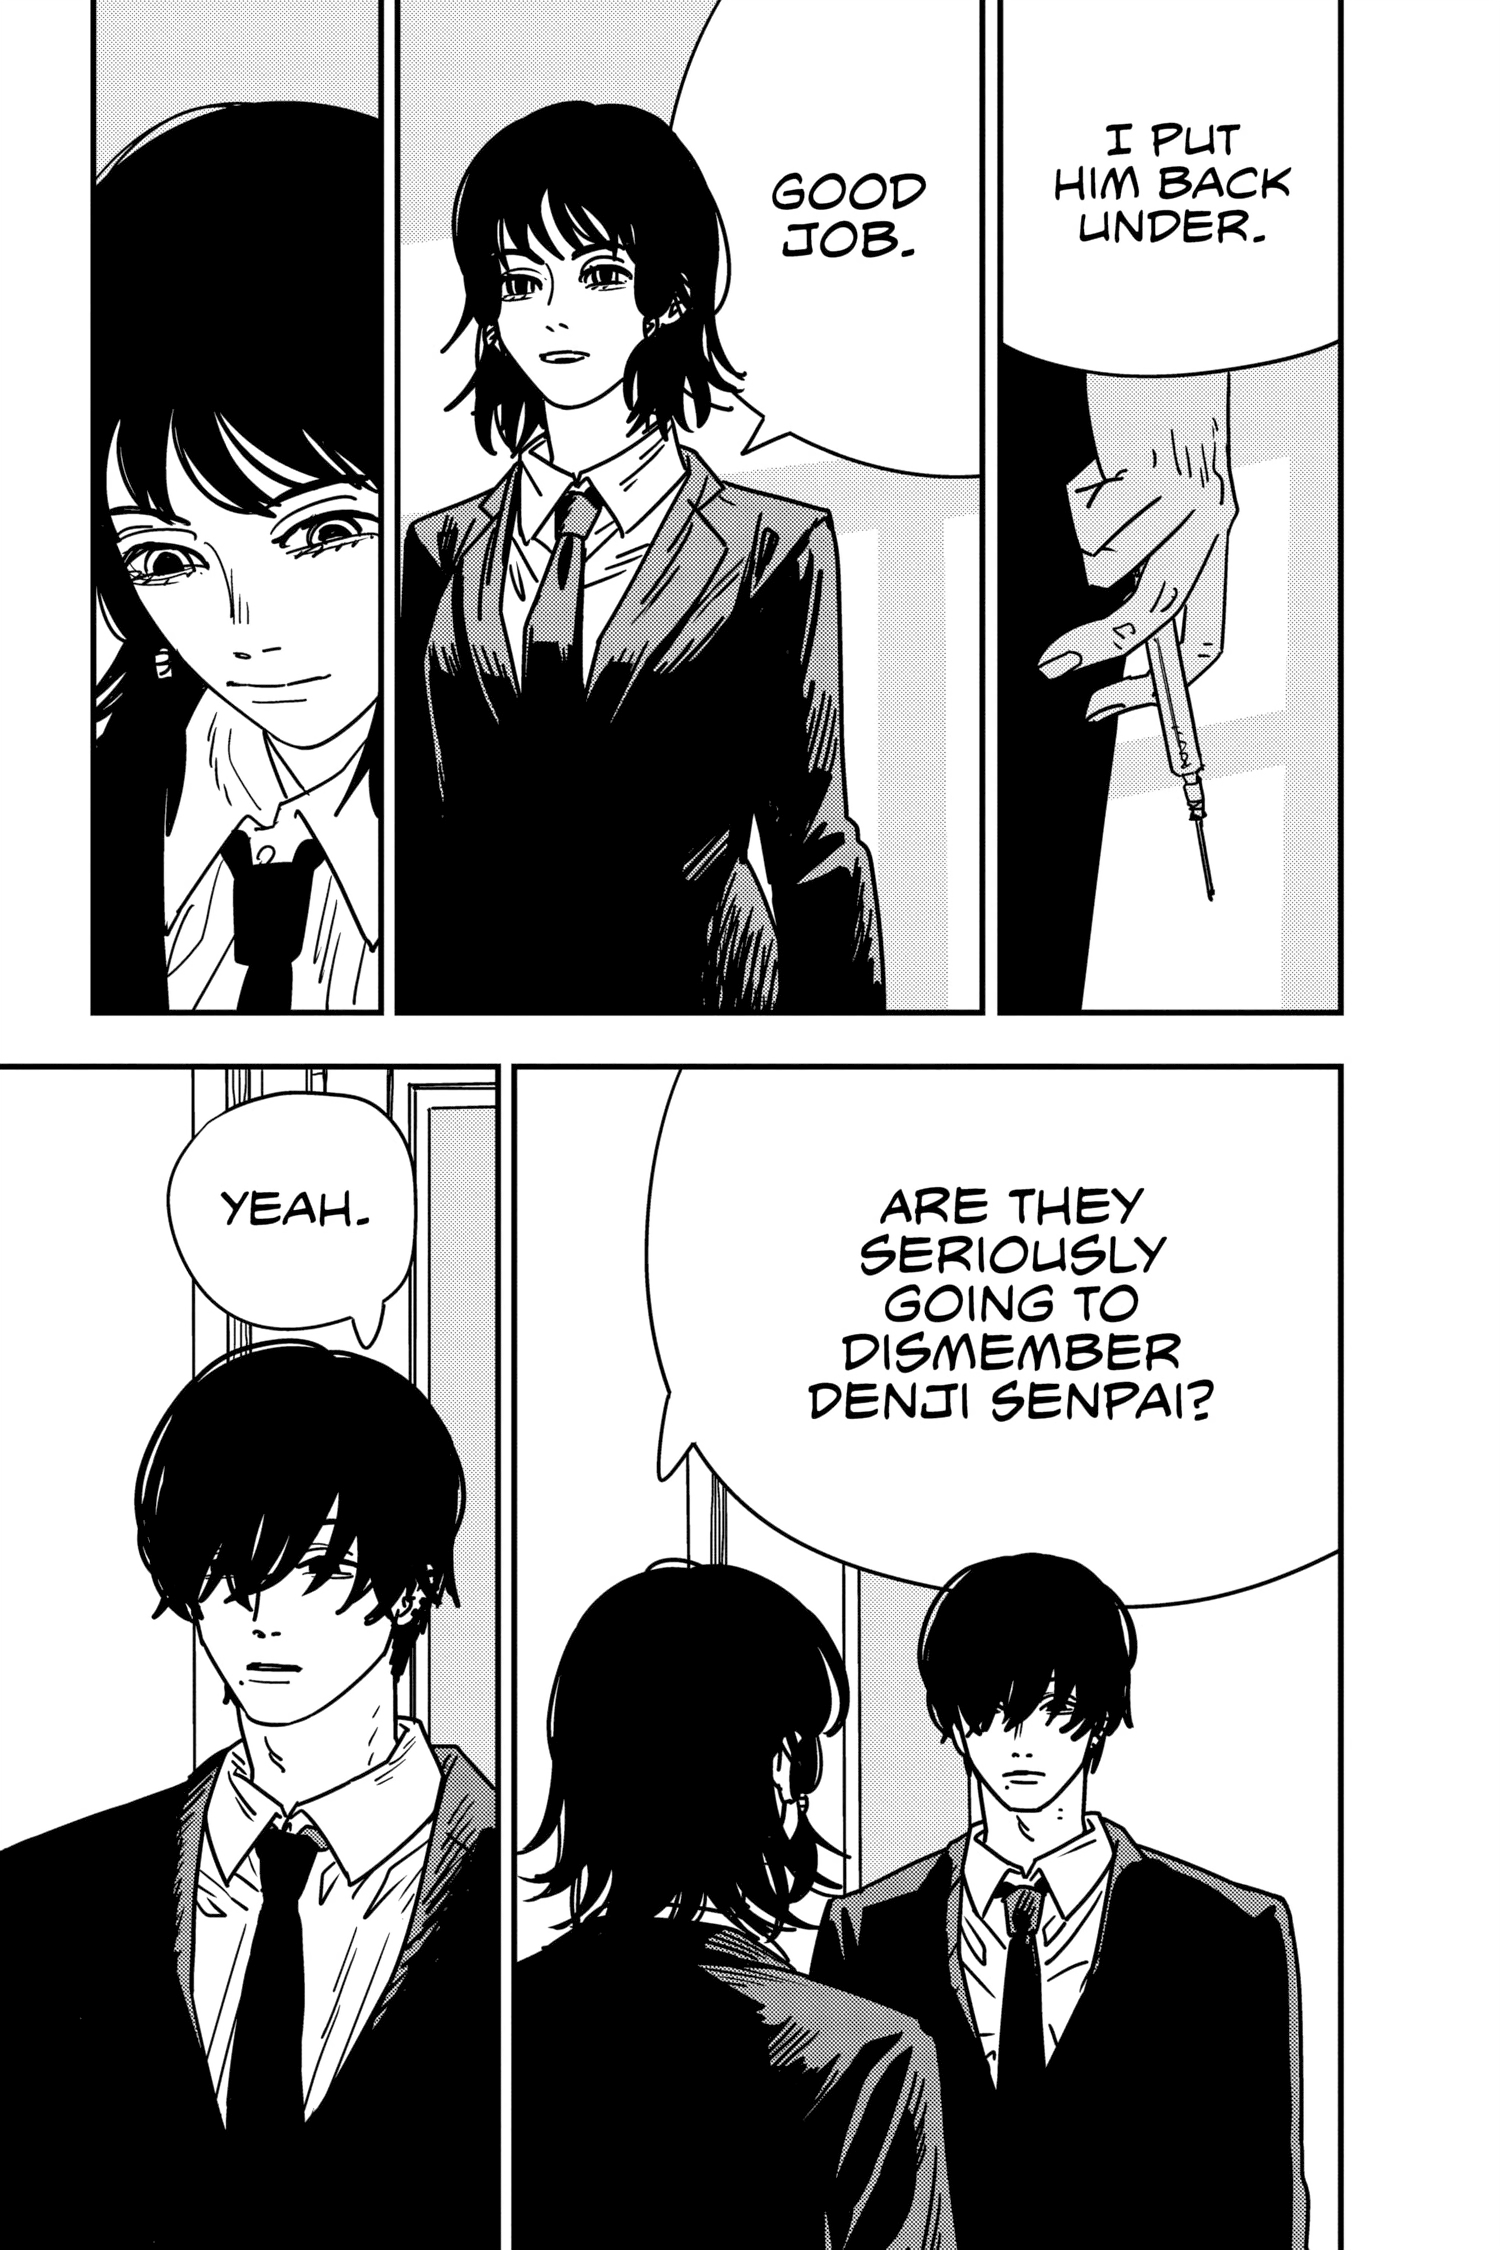 I PUT
HIM BACK
UNDER.
GOOD
JOB.
ARE THEY
SERIOUSLY
GOING TO
DISMEMBER
DENJI SENPAI?
YEAH.